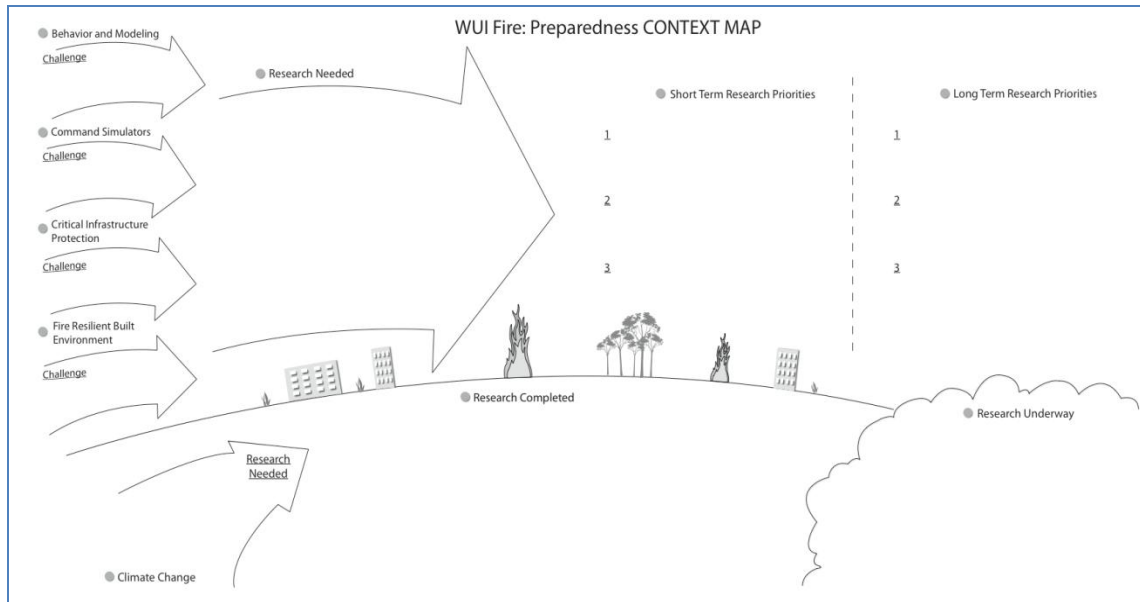 WUI Fire: Preparedness CONTEXT MAP
Behavior and Modeling
Challenge
Command Simulators
Challenge
Critical Infrastructure
Protection
Challenge
Fire Resilient Built
Environment
Challenge
Research Needed
Short Term Research Priorities
1
2
3
Long Term Research Priorities
1
2
3
Research Completed
Research Underway
Research
Needed
Climate Change